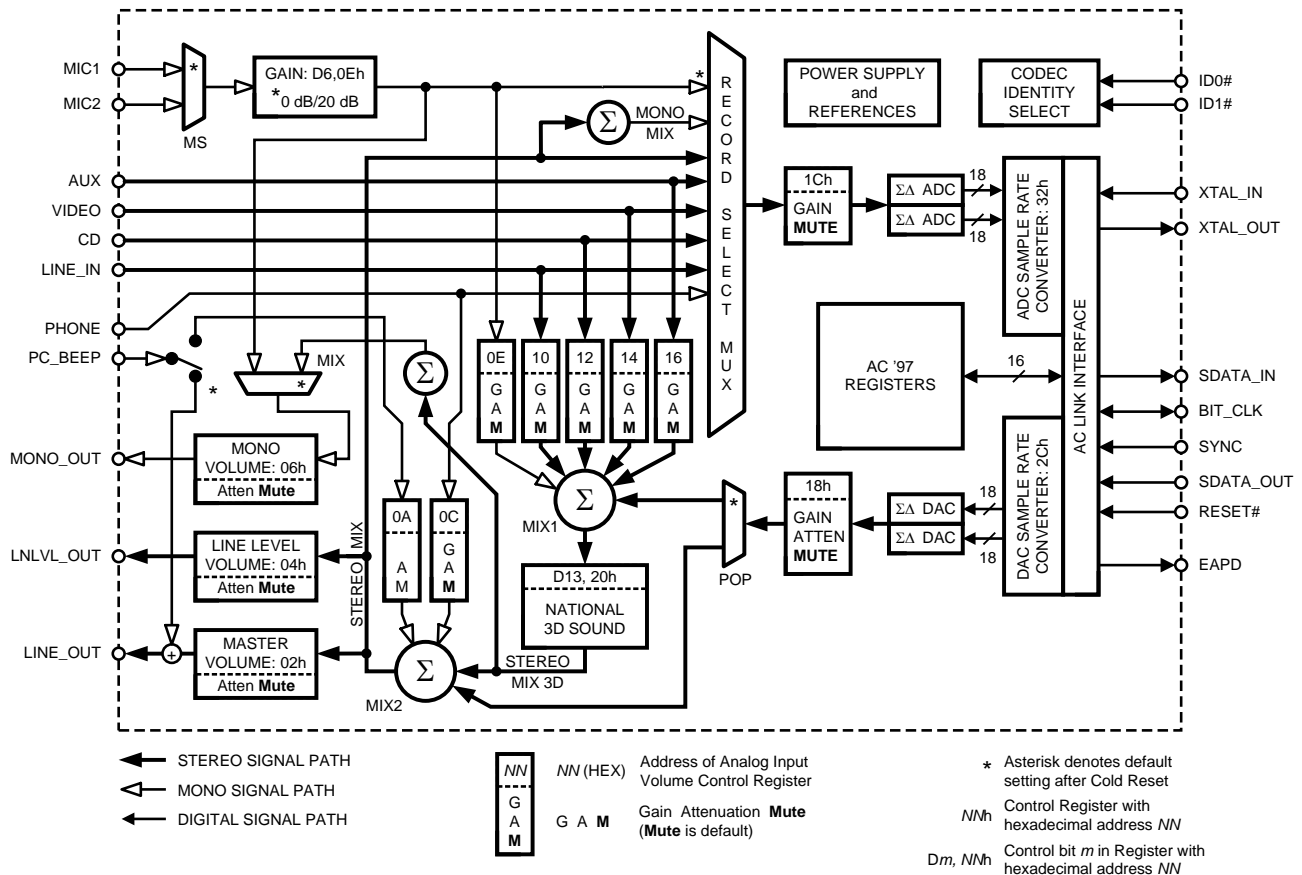 MIC1
MIC2
*
MS
GAIN: D6,0Eh
*0 dB/20 dB
*
Σ
MONO
MIX
RECORD SELECT MUX
POWER SUPPLY
and
REFERENCES
CODEC
IDENTITY
SELECT
ID0#
ID1#
AUX
VIDEO
CD
LINE_IN
PHONE
PC_BEEP
*
MIX
*
Σ
1Ch
GAIN
MUTE
ΣΔ ADC
ΣΔ ADC
18
18
ADC SAMPLE RATE
CONVERTER: 32h
AC LINK INTERFACE
XTAL_IN
XTAL_OUT
0E
G
A
M
10
G
A
M
12
G
A
M
14
G
A
M
16
G
A
M
AC '97
REGISTERS
16
SDATA_IN
BIT_CLK
SYNC
SDATA_OUT
RESET#
EAPD
MONO_OUT
MONO
VOLUME: 06h
Atten Mute
LNLVL_OUT
LINE LEVEL
VOLUME: 04h
Atten Mute
LINE_OUT
+
MASTER
VOLUME: 02h
Atten Mute
STEREO MIX
0A
A
M
0C
G
A
M
Σ
MIX1
D13, 20h
NATIONAL
3D SOUND
STEREO
MIX 3D
Σ
MIX2
*
POP
18h
GAIN
ATTEN
MUTE
ΣΔ DAC
ΣΔ DAC
18
18
DAC SAMPLE RATE
CONVERTER: 2Ch
STEREO SIGNAL PATH
MONO SIGNAL PATH
DIGITAL SIGNAL PATH
NN
G
A
M
NN (HEX)
Address of Analog Input
Volume Control Register
G A M
Gain Attenuation Mute
(Mute is default)
* Asterisk denotes default
setting after Cold Reset
NNh Control Register with
hexadecimal address NN
Dm, NNh Control bit m in Register with
hexadecimal address NN